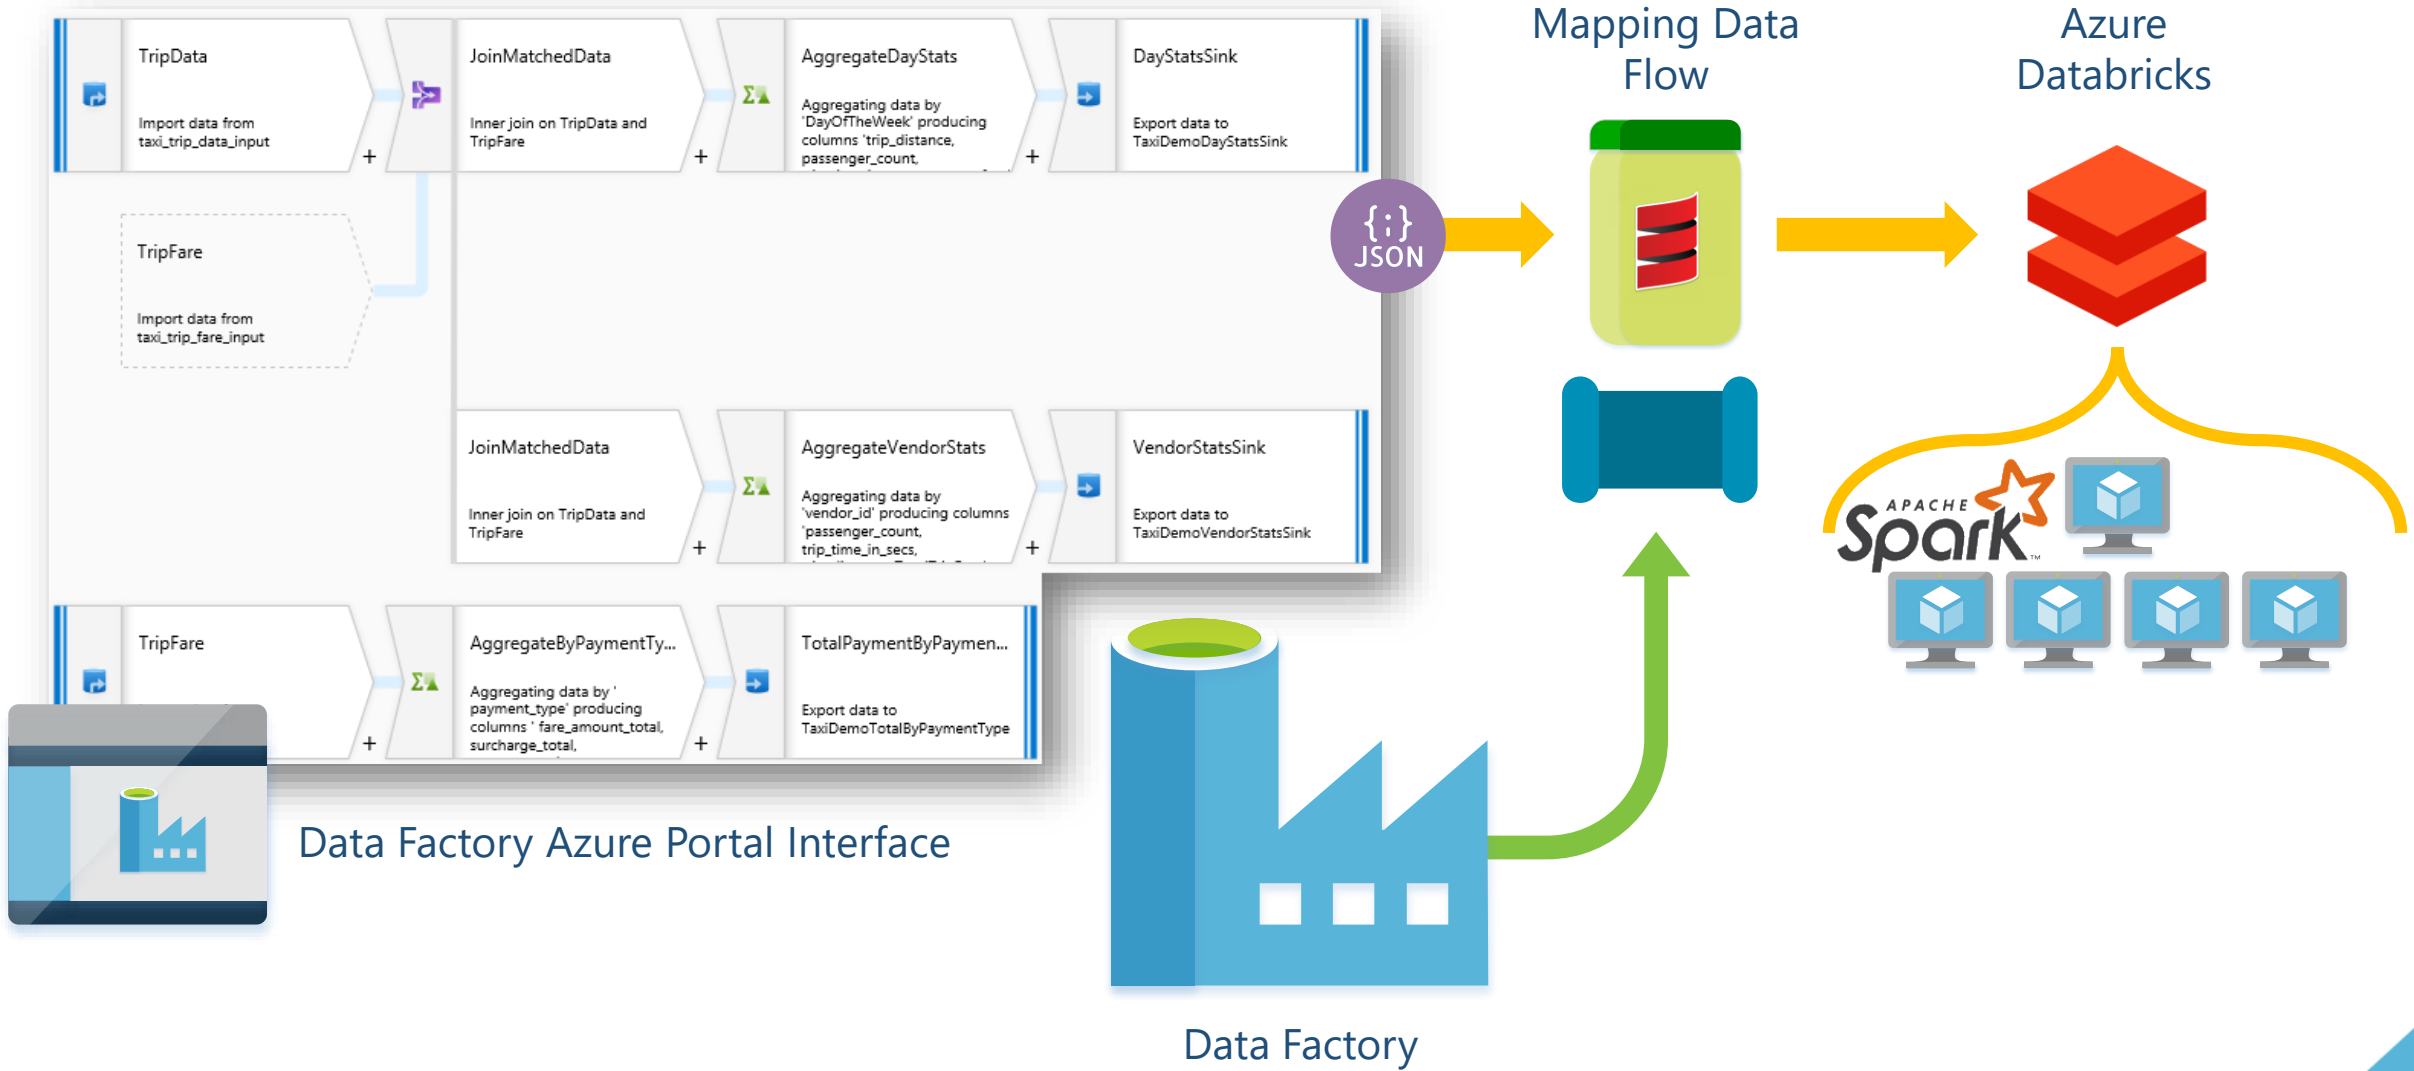 TripData
Import data from
taxi_trip_data_input
+
JoinMatchedData
Inner join on TripData and
TripFare
+
AggregateDayStats
Aggregating data by
'DayOfTheWeek' producing
columns 'trip_distance,
passenger_count,
+
DayStatsSink
Export data to
TaxiDemoDayStatsSink
TripFare
Import data from
taxi_trip_fare_input
JoinMatchedData
Inner join on TripData and
TripFare
+
AggregateVendorStats
Aggregating data by
'vendor_id' producing columns
'passenger_count,
trip_time_in_secs,
+
VendorStatsSink
Export data to
TaxiDemoVendorStatsSink
TripFare
+
AggregateByPaymentTy...
Aggregating data by '
payment_type' producing
columns ' fare_amount_total,
surcharge_total,
+
TotalPaymentByPaymen...
Export data to
TaxiDemoTotalByPaymentType
Data Factory Azure Portal Interface
{;}
JSON
Mapping Data
Flow
Azure
Databricks
APACHE
Spark™
Data Factory